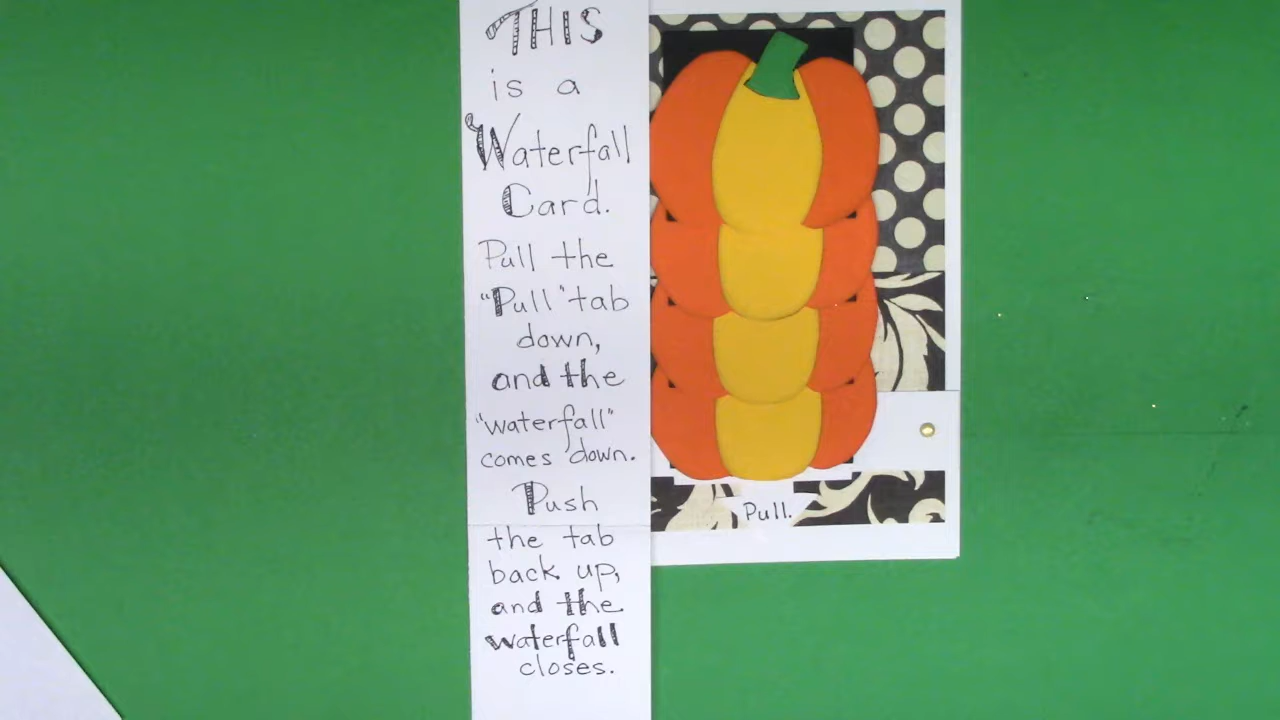 THIS
is a
Waterfall
Card.
Pull the
"Pull" tab
down,
and the
"waterfall"
comes down.
Push
the tab
back up,
and the
waterfall
closes.
Pull.